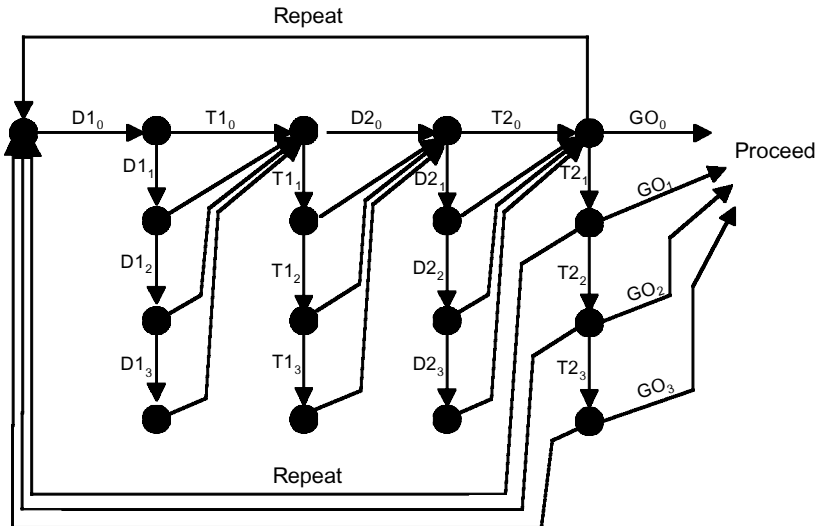 Repeat
D1₀ T1₀ D2₀ T2₀ GO₀
Proceed
D1₁ T1₁ D2₁ T2₁ GO₁
D1₂ T1₂ D2₂ T2₂ GO₂
D1₃ T1₃ D2₃ T2₃ GO₃
Repeat